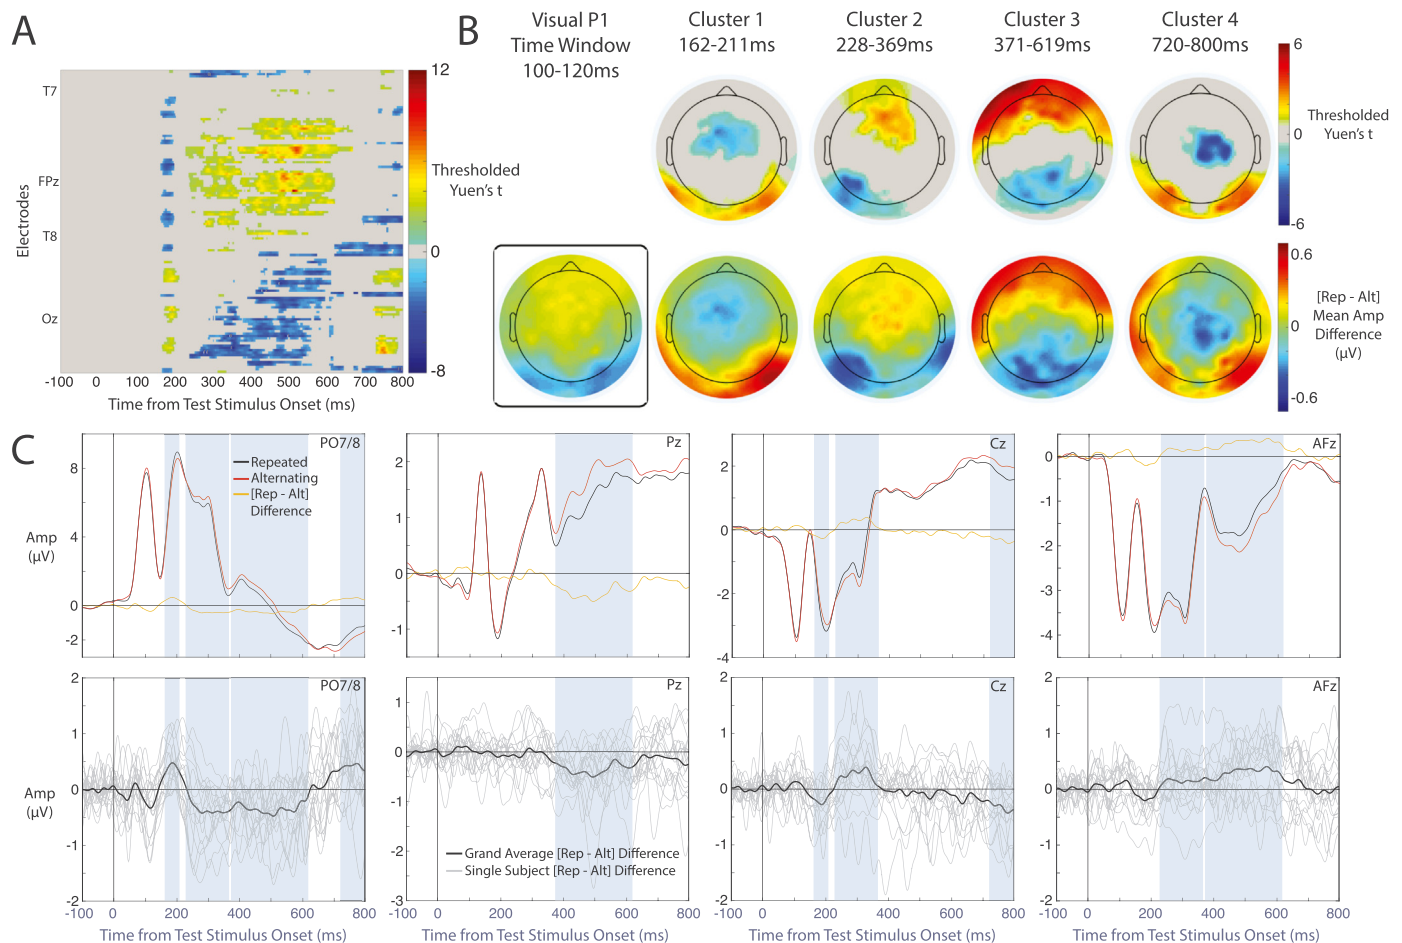 A
T7
FPz
T8
Oz
Electrodes
-100 0 100 200 300 400 500 600 700 800
Time from Test Stimulus Onset (ms)
12
Thresholded
Yuen's t
0
-8
B
Visual P1
Time Window
100-120ms
Cluster 1
162-211ms
Cluster 2
228-369ms
Cluster 3
371-619ms
Cluster 4
720-800ms
6
Thresholded
0
Yuen's t
-6
0.6
[Rep - Alt]
Mean Amp
0
Difference
(µV)
-0.6
C
Amp
(µV)
PO7/8
8
4
0
-2
Repeated
Alternating
[Rep - Alt]
Difference
Pz
2
1
0
-1
Cz
2
0
-2
-4
AFz
0
-1
-2
-3
-4
Amp
(µV)
PO7/8
2
1
0
-1
-2
-100 0 200 400 600 800
Time from Test Stimulus Onset (ms)
Pz
1
0
-1
-2
-3
Grand Average [Rep - Alt] Difference
Single Subject [Rep - Alt] Difference
-100 0 200 400 600 800
Time from Test Stimulus Onset (ms)
Cz
2
1
0
-1
-2
-100 0 200 400 600 800
Time from Test Stimulus Onset (ms)
AFz
2
1
0
-1
-2
-100 0 200 400 600 800
Time from Test Stimulus Onset (ms)